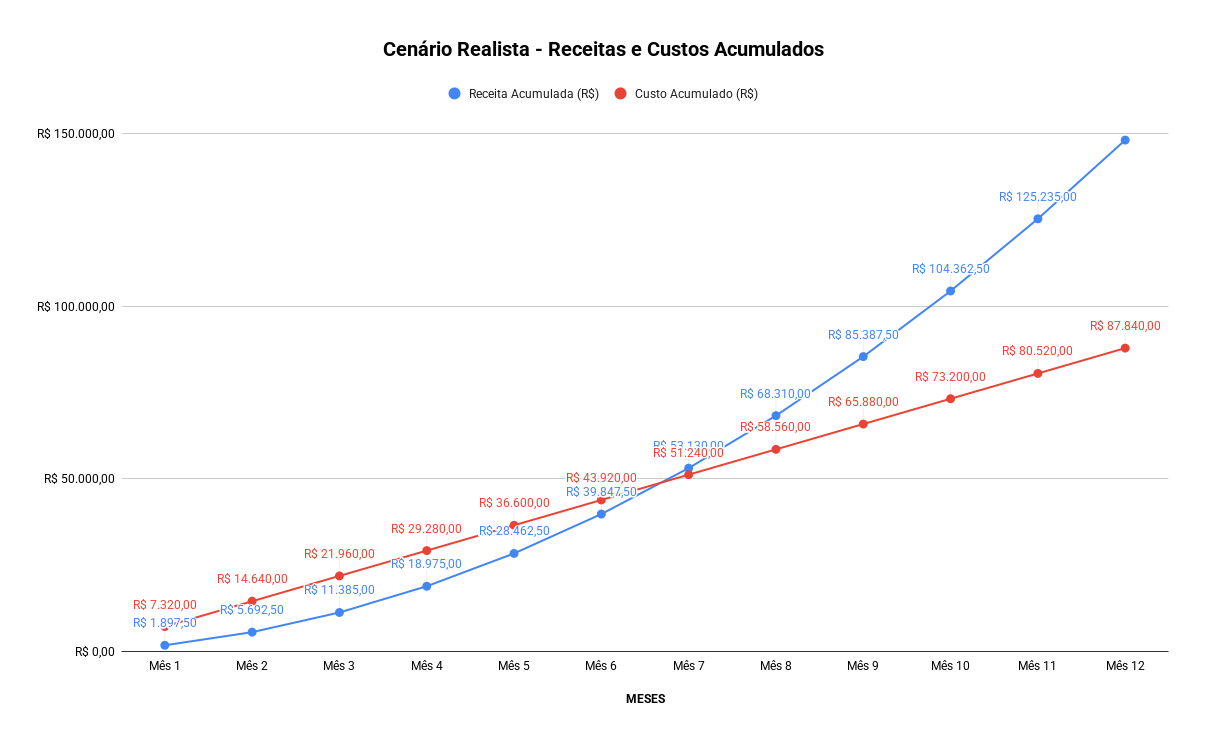 Cenário Realista - Receitas e Custos Acumulados
Receita Acumulada (R$) Custo Acumulado (R$)
R$ 150.000,00
R$ 125.235,00
R$ 104.362,50
R$ 100.000,00
R$ 87.840,00
R$ 85.387,50
R$ 80.520,00
R$ 73.200,00
R$ 68.310,00
R$ 65.880,00
R$ 58.560,00
R$ 53.130,00
R$ 51.240,00
R$ 50.000,00
R$ 43.920,00
R$ 39.847,50
R$ 36.600,00
R$ 29.280,00
R$ 28.462,50
R$ 21.960,00
R$ 18.975,00
R$ 14.640,00
R$ 11.385,00
R$ 7.320,00
R$ 5.692,50
R$ 1.897,50
R$ 0,00
Mês 1 Mês 2 Mês 3 Mês 4 Mês 5 Mês 6 Mês 7 Mês 8 Mês 9 Mês 10 Mês 11 Mês 12
MESES